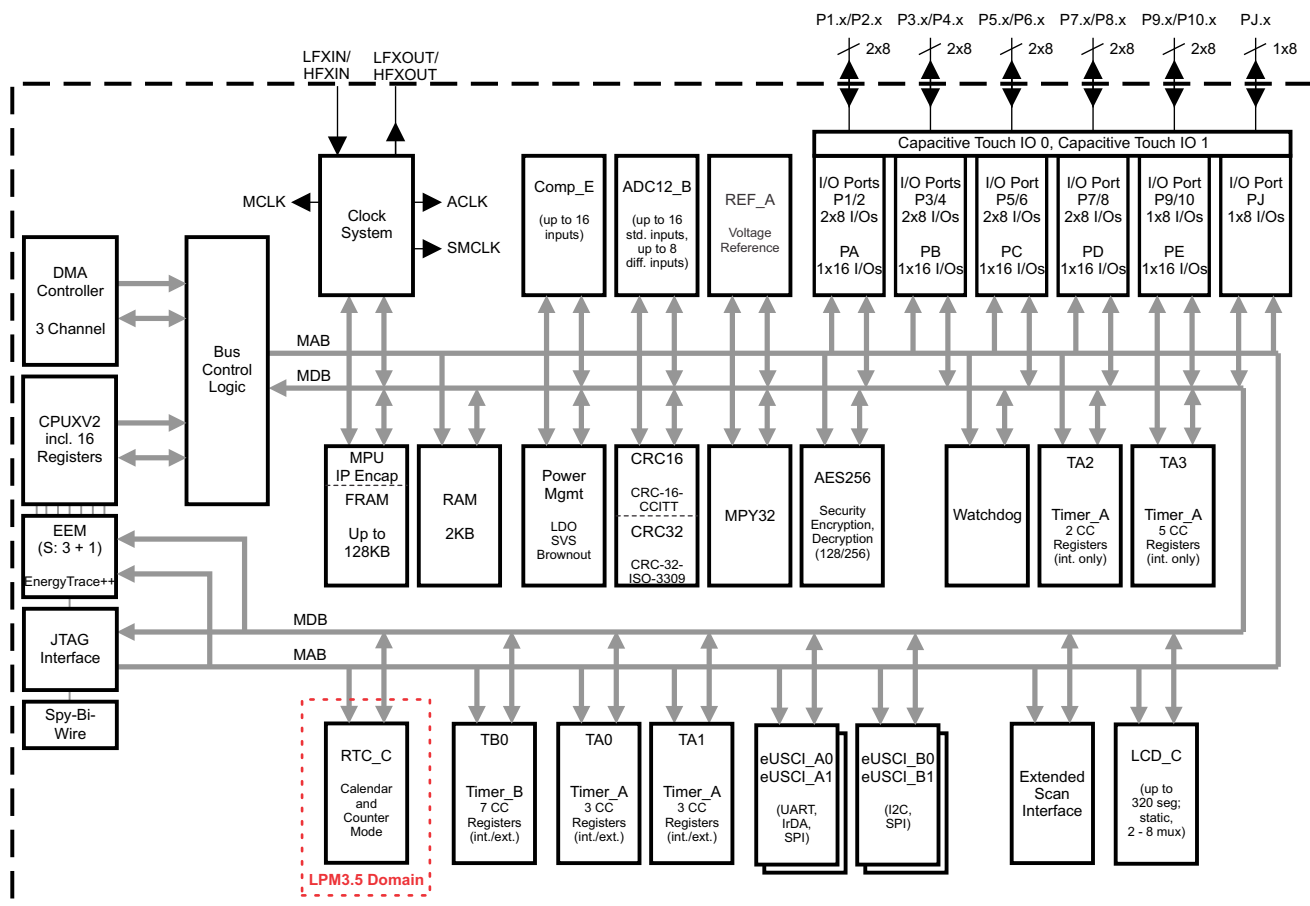 P1.x/P2.x
P3.x/P4.x
P5.x/P6.x
P7.x/P8.x
P9.x/P10.x
PJ.x
2x8
2x8
2x8
2x8
2x8
1x8
LFXIN/
HFXIN
LFXOUT/
HFXOUT
Capacitive Touch IO 0, Capacitive Touch IO 1
MCLK
Clock
System
ACLK
SMCLK
Comp_E
(up to 16
inputs)
ADC12_B
(up to 16
std. inputs,
up to 8
diff. inputs)
REF_A
Voltage
Reference
I/O Ports
P1/2
2x8 I/Os
PA
1x16 I/Os
I/O Ports
P3/4
2x8 I/Os
PB
1x16 I/Os
I/O Port
P5/6
2x8 I/Os
PC
1x16 I/Os
I/O Port
P7/8
2x8 I/Os
PD
1x16 I/Os
I/O Port
P9/10
1x8 I/Os
PE
1x16 I/Os
I/O Port
PJ
1x8 I/Os
DMA
Controller
3 Channel
Bus
Control
Logic
MAB
MDB
CPUXV2
incl. 16
Registers
MPU
IP Encap
FRAM
Up to
128KB
RAM
2KB
Power
Mgmt
LDO
SVS
Brownout
CRC16
CRC-16-
CCITT
CRC32
CRC-32-
ISO-3309
MPY32
AES256
Security
Encryption,
Decryption
(128/256)
Watchdog
TA2
Timer_A
2 CC
Registers
(int. only)
TA3
Timer_A
5 CC
Registers
(int. only)
EEM
(S: 3 + 1)
EnergyTrace++
MDB
MAB
JTAG
Interface
Spy-Bi-
Wire
RTC_C
Calendar
and
Counter
Mode
LPM3.5 Domain
TB0
Timer_B
7 CC
Registers
(int./ext.)
TA0
Timer_A
3 CC
Registers
(int./ext.)
TA1
Timer_A
3 CC
Registers
(int./ext.)
eUSCI_A0
eUSCI_A1
(UART,
IrDA,
SPI)
eUSCI_B0
eUSCI_B1
(I2C,
SPI)
Extended
Scan
Interface
LCD_C
(up to
320 seg;
static,
2 - 8 mux)